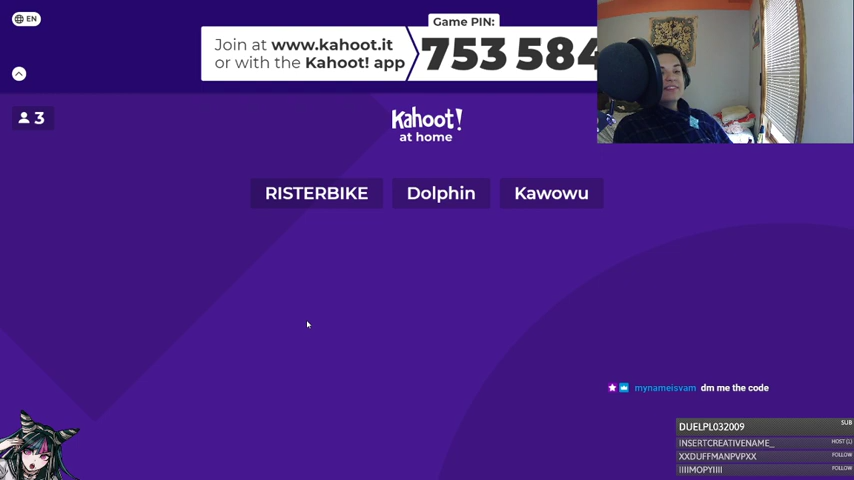 EN
Game PIN:
Join at www.kahoot.it
or with the Kahoot! app
753 584
3
Kahoot!
at home
RISTERBIKE
Dolphin
Kawowu
mynameisvam dm me the code
DUELPL032009 SUB
INSERTCREATIVENAME_ HOST (2)
XXDUFFMANPVPXX FOLLOW
IIIIMOPYIIII FOLLOW